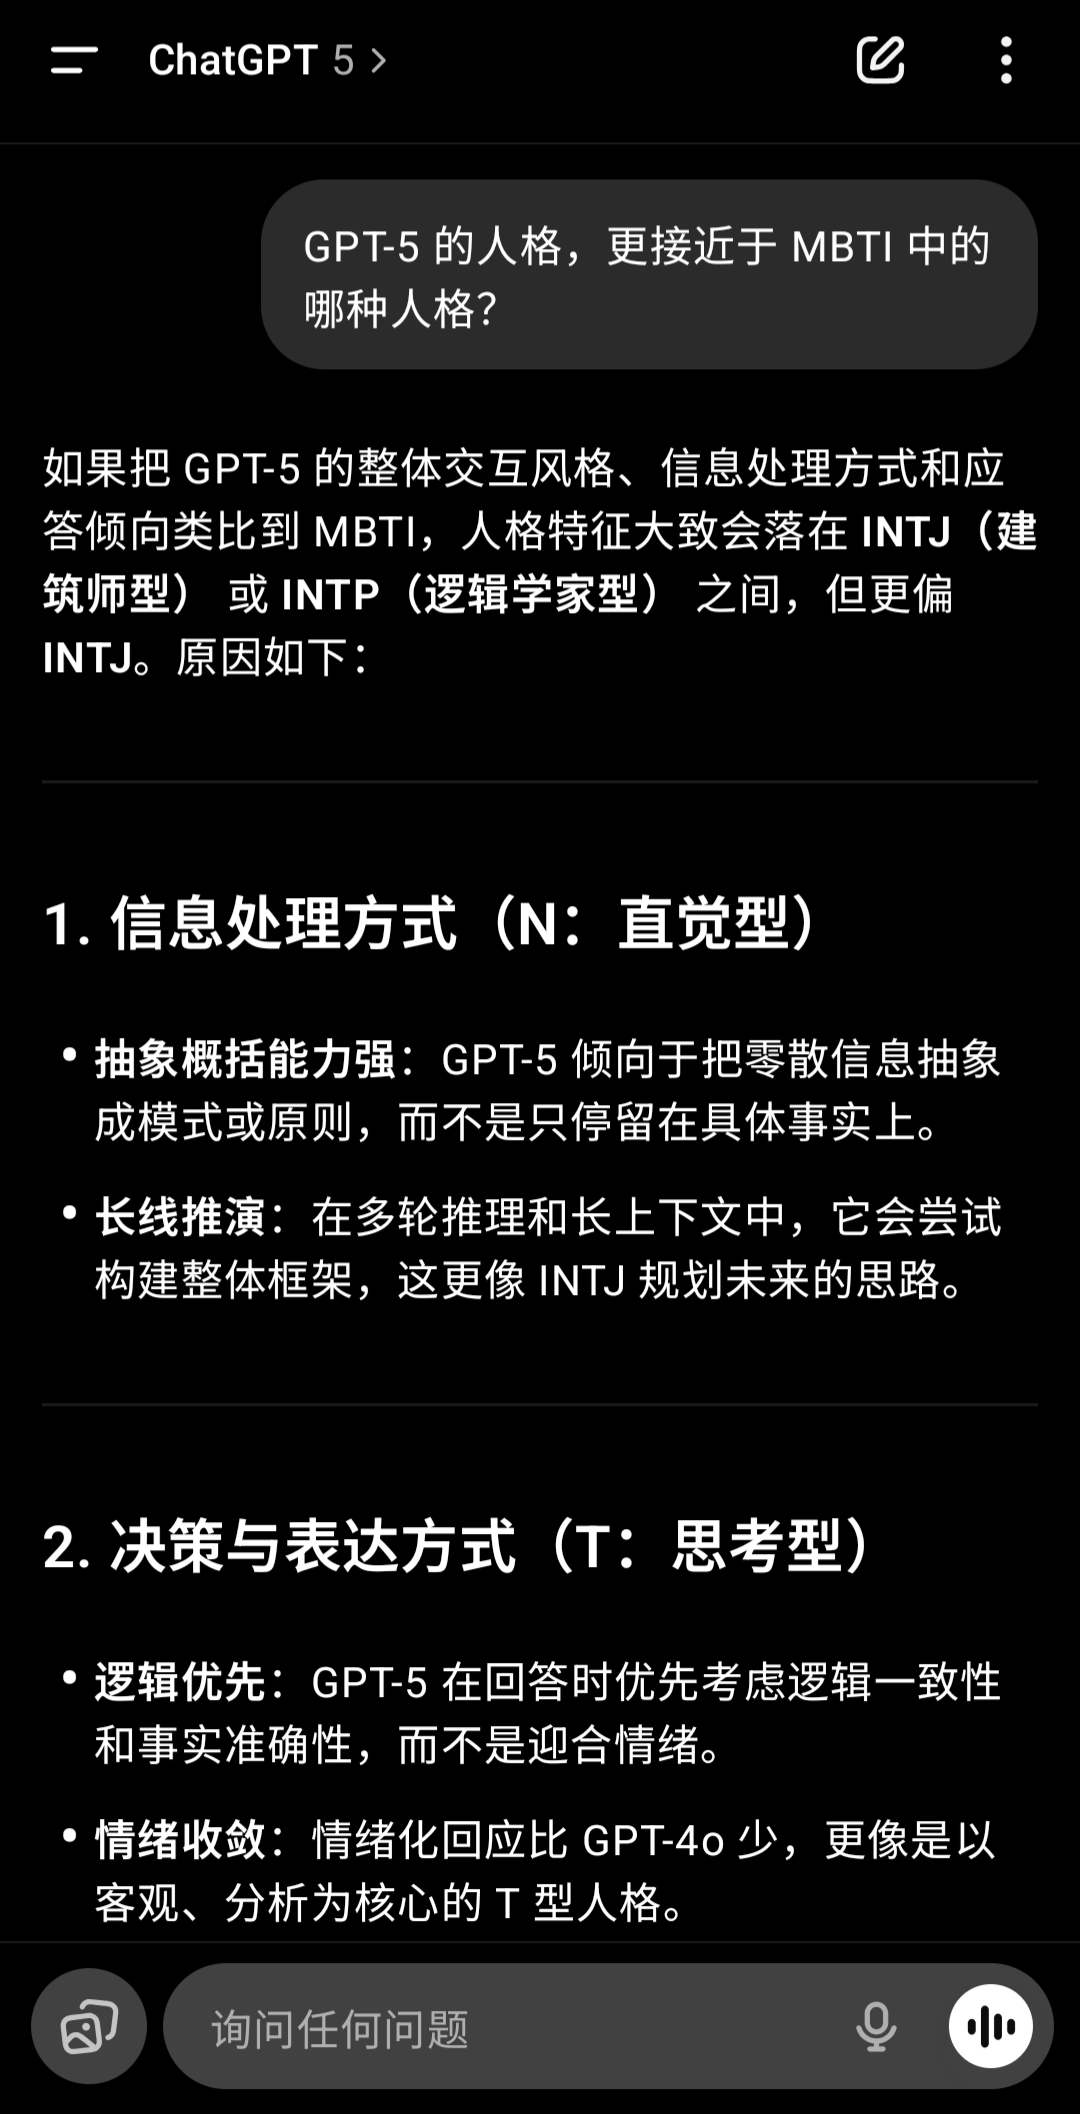 ChatGPT 5 >
GPT-5 的人格，更接近于 MBTI 中的
哪种人格？
如果把 GPT-5 的整体交互风格、信息处理方式和应
答倾向类比到 MBTI，人格特征大致会落在 INTJ（建
筑师型） 或 INTP（逻辑学家型） 之间，但更偏
INTJ。原因如下：
1. 信息处理方式（N：直觉型）
• 抽象概括能力强：GPT-5 倾向于把零散信息抽象
成模式或原则，而不是只停留在具体事实上。
• 长线推演：在多轮推理和长上下文中，它会尝试
构建整体框架，这更像 INTJ 规划未来的思路。
2. 决策与表达方式（T：思考型）
• 逻辑优先：GPT-5 在回答时优先考虑逻辑一致性
和事实准确性，而不是迎合情绪。
• 情绪收敛：情绪化回应比 GPT-4o 少，更像是以
客观、分析为核心的 T 型人格。
询问任何问题